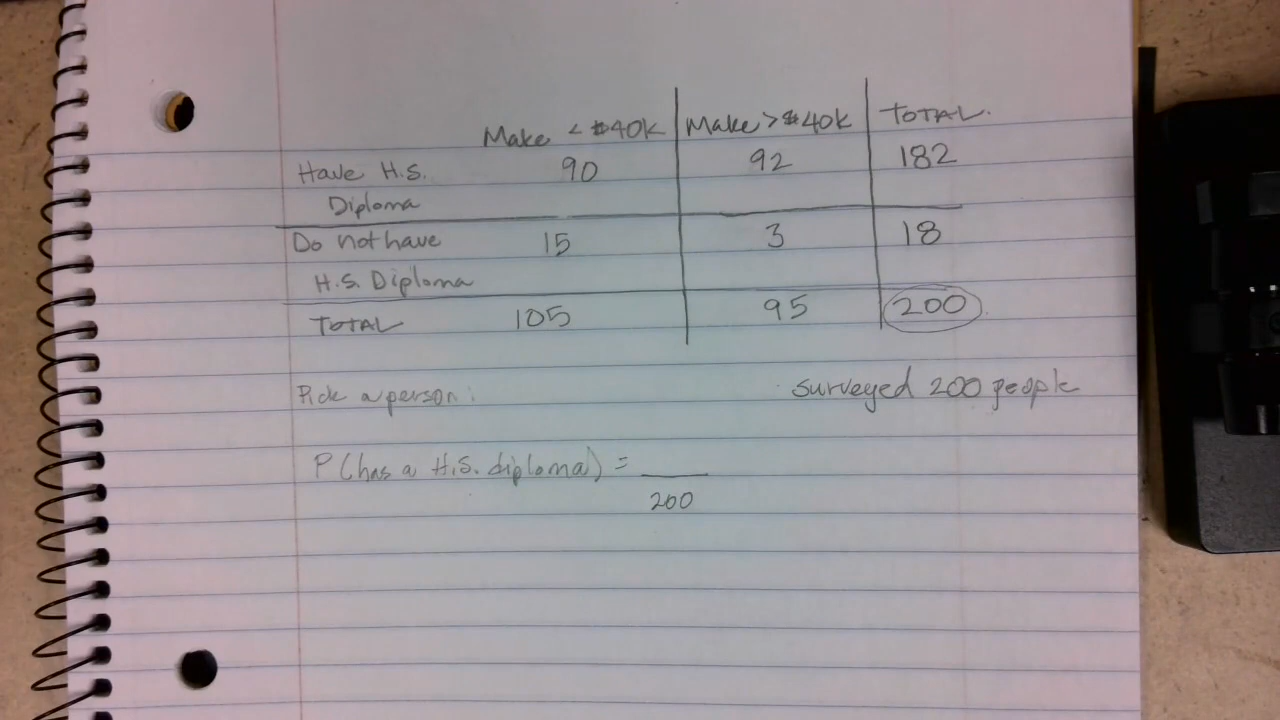 Make < $40K Make > $40K TOTAL.
Have H.S. 90 92 182
Diploma
Do not have 15 3 18
H.S. Diploma
TOTAL 105 95 200
Pick a person: surveyed 200 people
P(has a H.S. diploma) = ___
200